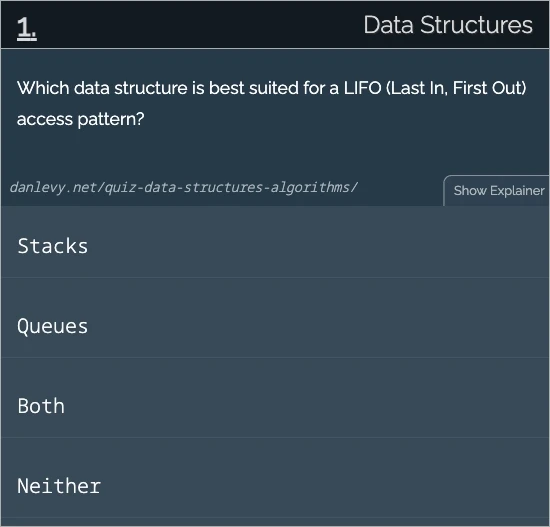 1.
Data Structures
Which data structure is best suited for a LIFO (Last In, First Out)
access pattern?
danlevy.net/quiz-data-structures-algorithms/
Show Explainer
Stacks
Queues
Both
Neither